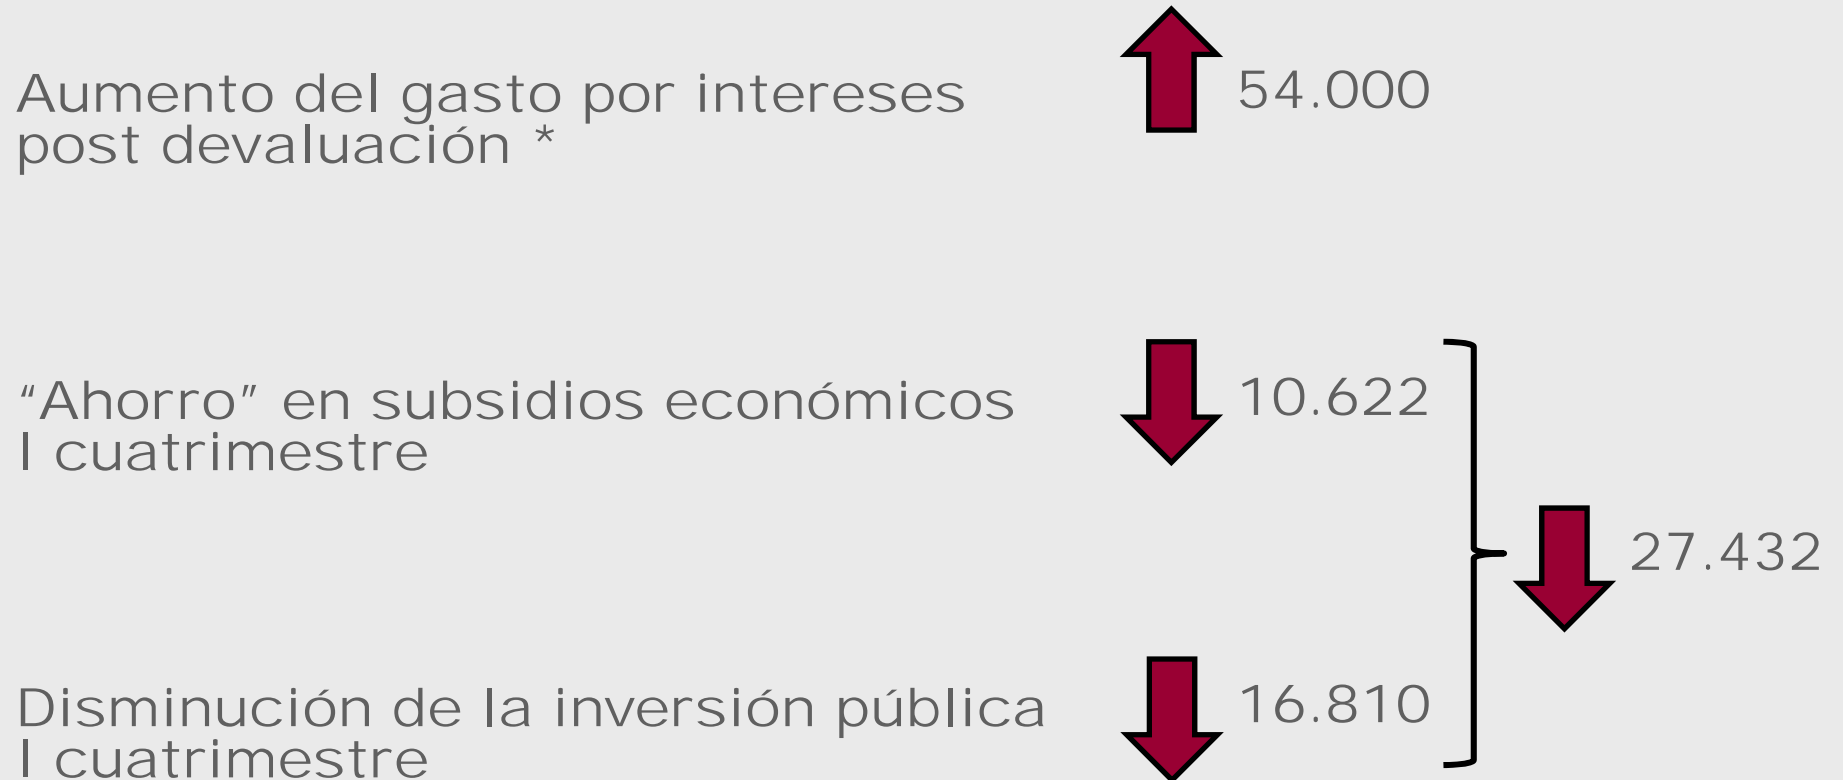 Aumento del gasto por intereses
post devaluación *
54.000
“Ahorro” en subsidios económicos
I cuatrimestre
10.622
27.432
Disminución de la inversión pública
I cuatrimestre
16.810